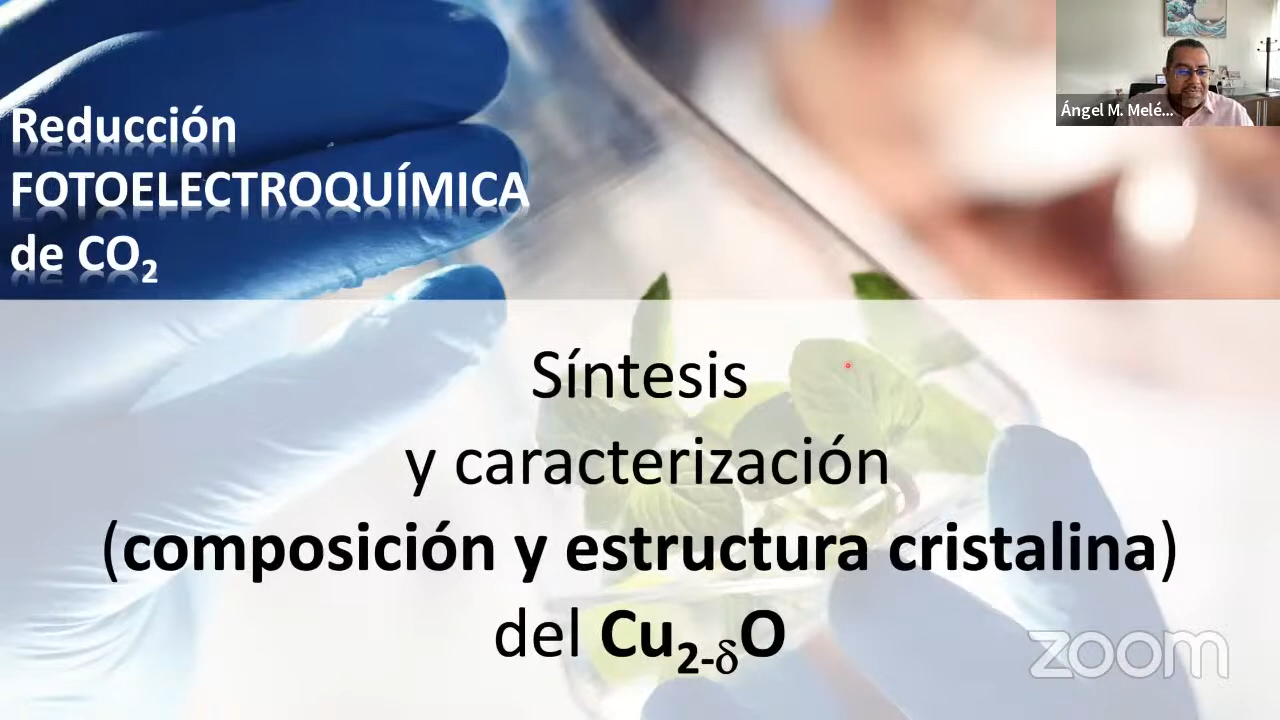 Reducción
FOTOELECTROQUÍMICA
de CO₂
Ángel M. Melé...
Síntesis
y caracterización
(composición y estructura cristalina)
del Cu₂₋δO
zoom